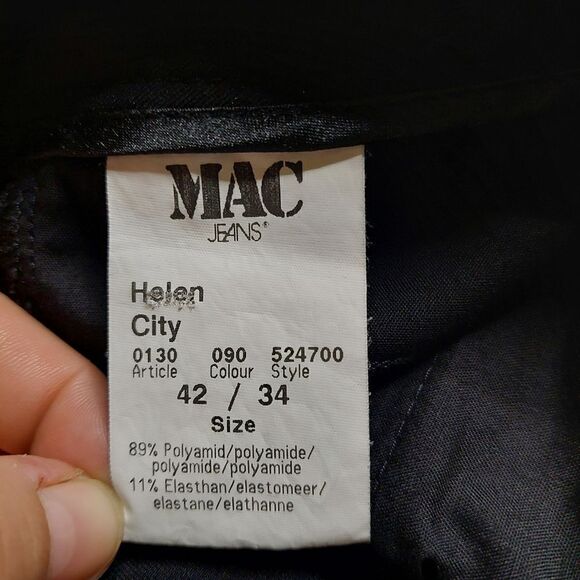 MAC
JEANS®
Helen
City
0130 090 524700
Article Colour Style
42 / 34
Size
89% Polyamid/polyamide/
polyamide/polyamide
11% Elasthan/elastomeer/
elastane/elathanne